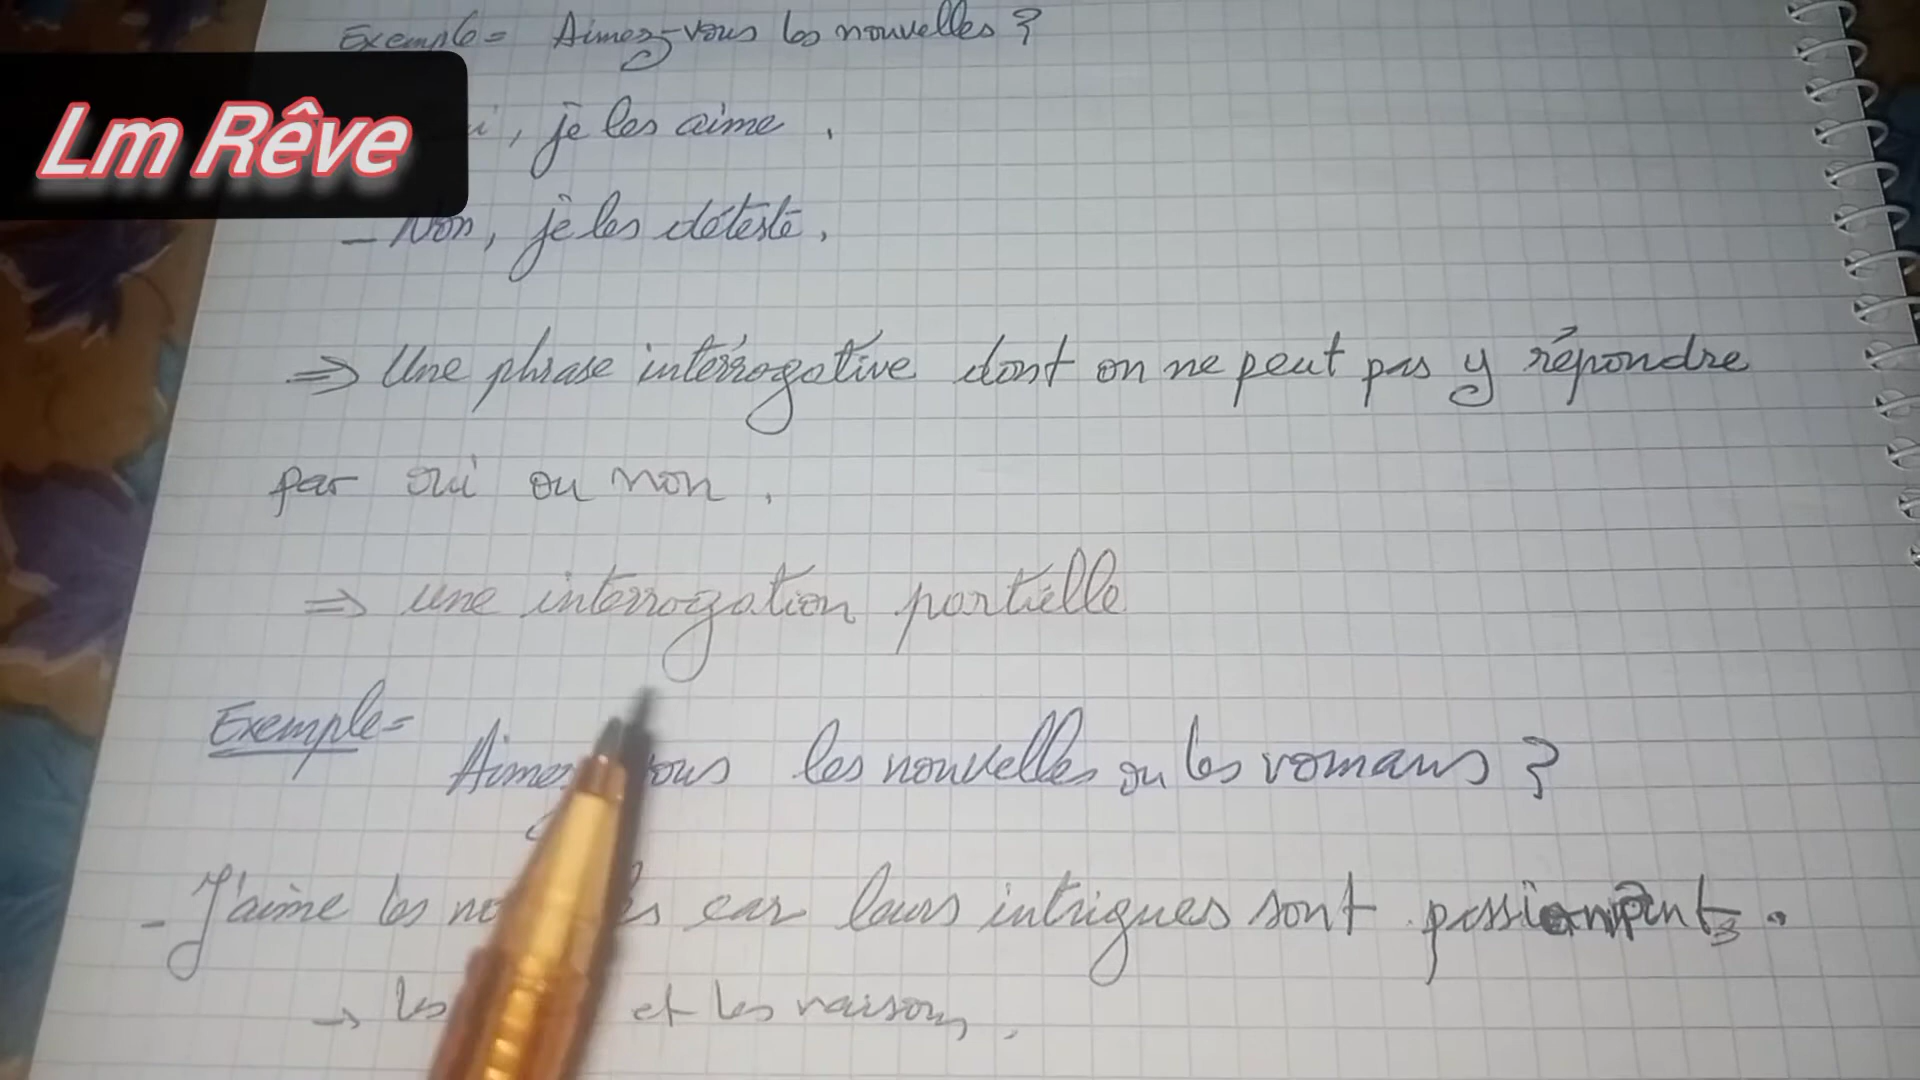 Exemple = Aimez-vous les nouvelles ?
Lm Rêve
, je les aime .
- Non, je les déteste,
⇒ Une phrase interrogative dont on ne peut pas y répondre
par oui ou non .
⇒ une interrogation partielle
Exemple =
Aimez vous les nouvelles ou les romans ?
- J'aime les car leurs intrigues sont passionnants .
→ les et les raisons .